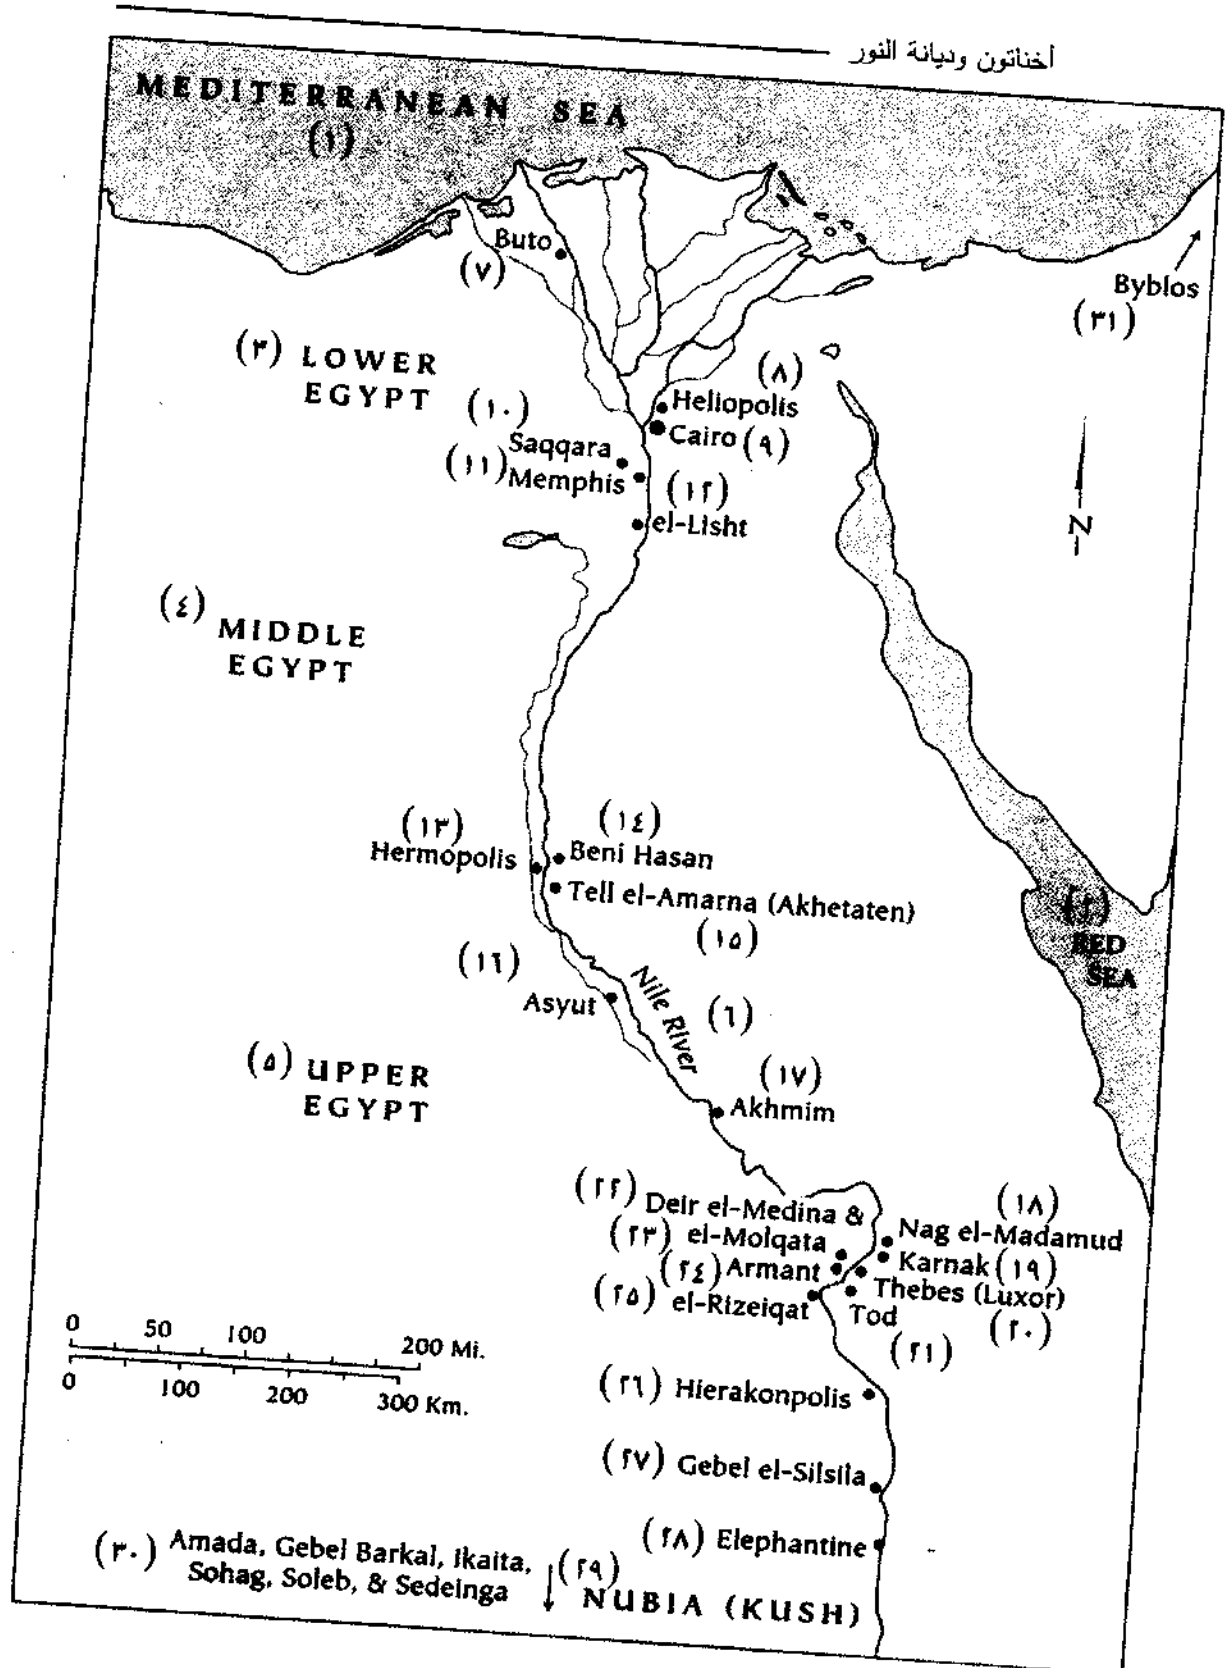 أخناتون وديانة النور
MEDITERRANEAN SEA
(١)
Buto
(٧)
Byblos
(٣١)
(٣) LOWER
EGYPT
(٨)
Heliopolis
Cairo (٩)
(١٠)
Saqqara
(١١) Memphis
(١٢)
el-Lisht
N
(٤)
MIDDLE
EGYPT
(١٣)
Hermopolis
(١٤)
Beni Hasan
Tell el-Amarna (Akhetaten)
(١٥)
(٢)
RED
SEA
(١٦)
Asyut
Nile River
(٦)
(٥) UPPER
EGYPT
(١٧)
Akhmim
(٢٢) Deir el-Medina &
(٢٣) el-Molqata
(٢٤) Armant
(٢٥) el-Rizeiqat
(١٨)
Nag el-Madamud
Karnak (١٩)
Thebes (Luxor)
(٢٠)
Tod
(٢١)
0 50 100 200 Mi.
0 100 200 300 Km.
(٢٦) Hierakonpolis
(٢٧) Gebel el-Silsila
(٢٨) Elephantine
(٣٠) Amada, Gebel Barkal, Ikaita,
Sohag, Soleb, & Sedeinga
(٢٩)
NUBIA (KUSH)